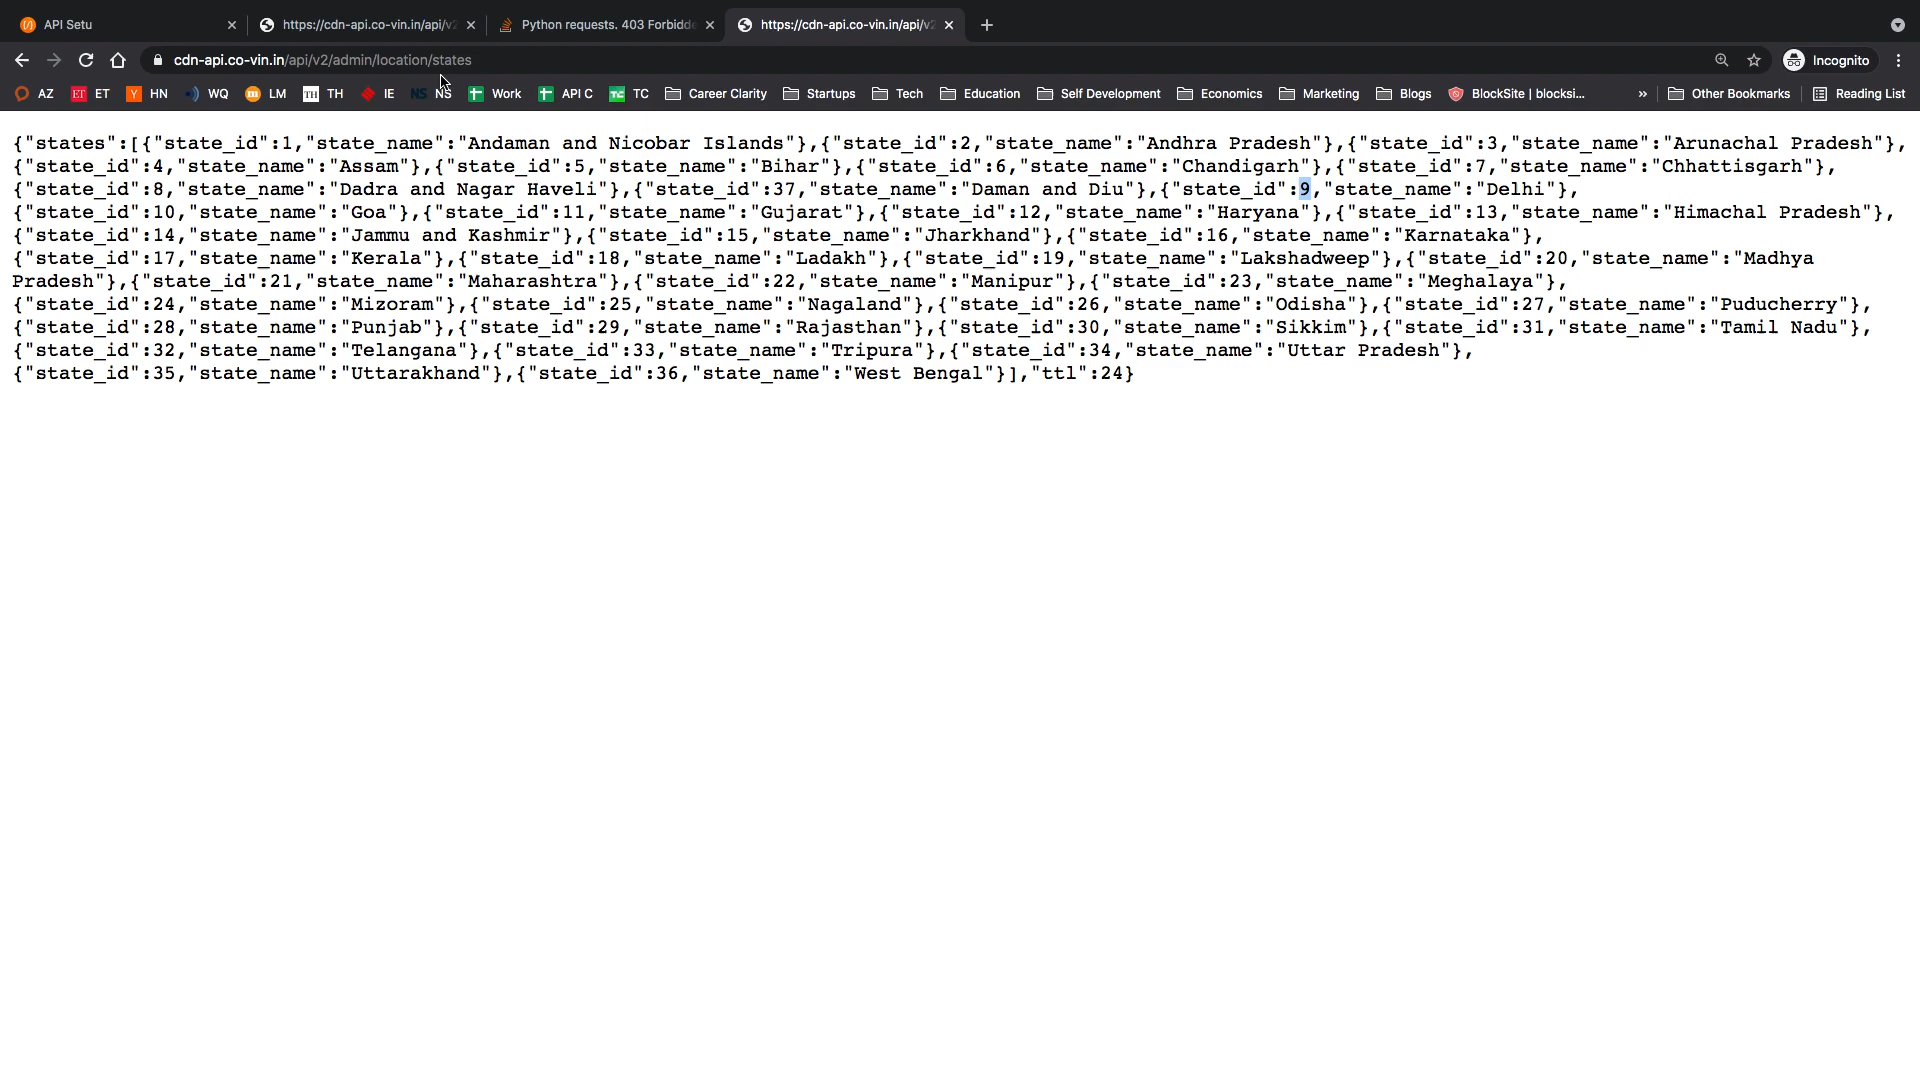 API Setu
https://cdn-api.co-vin.in/api/v2
Python requests. 403 Forbidde
https://cdn-api.co-vin.in/api/v2
cdn-api.co-vin.in/api/v2/admin/location/states
Incognito
AZ ET ET Y HN WQ m LM TH TH IE NS NS Work API C TC TC Career Clarity Startups Tech Education Self Development Economics Marketing Blogs BlockSite | blocksi... » Other Bookmarks Reading List
{"states":[{"state_id":1,"state_name":"Andaman and Nicobar Islands"},{"state_id":2,"state_name":"Andhra Pradesh"},{"state_id":3,"state_name":"Arunachal Pradesh"},
{"state_id":4,"state_name":"Assam"},{"state_id":5,"state_name":"Bihar"},{"state_id":6,"state_name":"Chandigarh"},{"state_id":7,"state_name":"Chhattisgarh"},
{"state_id":8,"state_name":"Dadra and Nagar Haveli"},{"state_id":37,"state_name":"Daman and Diu"},{"state_id":9,"state_name":"Delhi"},
{"state_id":10,"state_name":"Goa"},{"state_id":11,"state_name":"Gujarat"},{"state_id":12,"state_name":"Haryana"},{"state_id":13,"state_name":"Himachal Pradesh"},
{"state_id":14,"state_name":"Jammu and Kashmir"},{"state_id":15,"state_name":"Jharkhand"},{"state_id":16,"state_name":"Karnataka"},
{"state_id":17,"state_name":"Kerala"},{"state_id":18,"state_name":"Ladakh"},{"state_id":19,"state_name":"Lakshadweep"},{"state_id":20,"state_name":"Madhya
Pradesh"},{"state_id":21,"state_name":"Maharashtra"},{"state_id":22,"state_name":"Manipur"},{"state_id":23,"state_name":"Meghalaya"},
{"state_id":24,"state_name":"Mizoram"},{"state_id":25,"state_name":"Nagaland"},{"state_id":26,"state_name":"Odisha"},{"state_id":27,"state_name":"Puducherry"},
{"state_id":28,"state_name":"Punjab"},{"state_id":29,"state_name":"Rajasthan"},{"state_id":30,"state_name":"Sikkim"},{"state_id":31,"state_name":"Tamil Nadu"},
{"state_id":32,"state_name":"Telangana"},{"state_id":33,"state_name":"Tripura"},{"state_id":34,"state_name":"Uttar Pradesh"},
{"state_id":35,"state_name":"Uttarakhand"},{"state_id":36,"state_name":"West Bengal"}],"ttl":24}